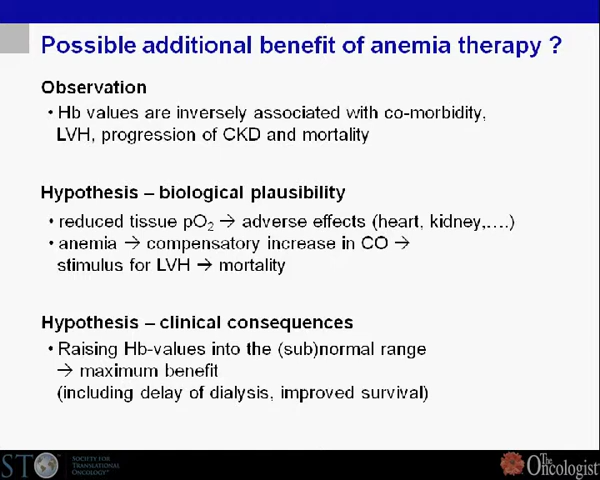 Possible additional benefit of anemia therapy ?
Observation
• Hb values are inversely associated with co-morbidity,
LVH, progression of CKD and mortality
Hypothesis – biological plausibility
• reduced tissue pO₂ → adverse effects (heart, kidney,….)
• anemia → compensatory increase in CO →
stimulus for LVH → mortality
Hypothesis – clinical consequences
• Raising Hb-values into the (sub)normal range
→ maximum benefit
(including delay of dialysis, improved survival)
STO
SOCIETY FOR
TRANSLATIONAL
ONCOLOGY
The
Oncologist